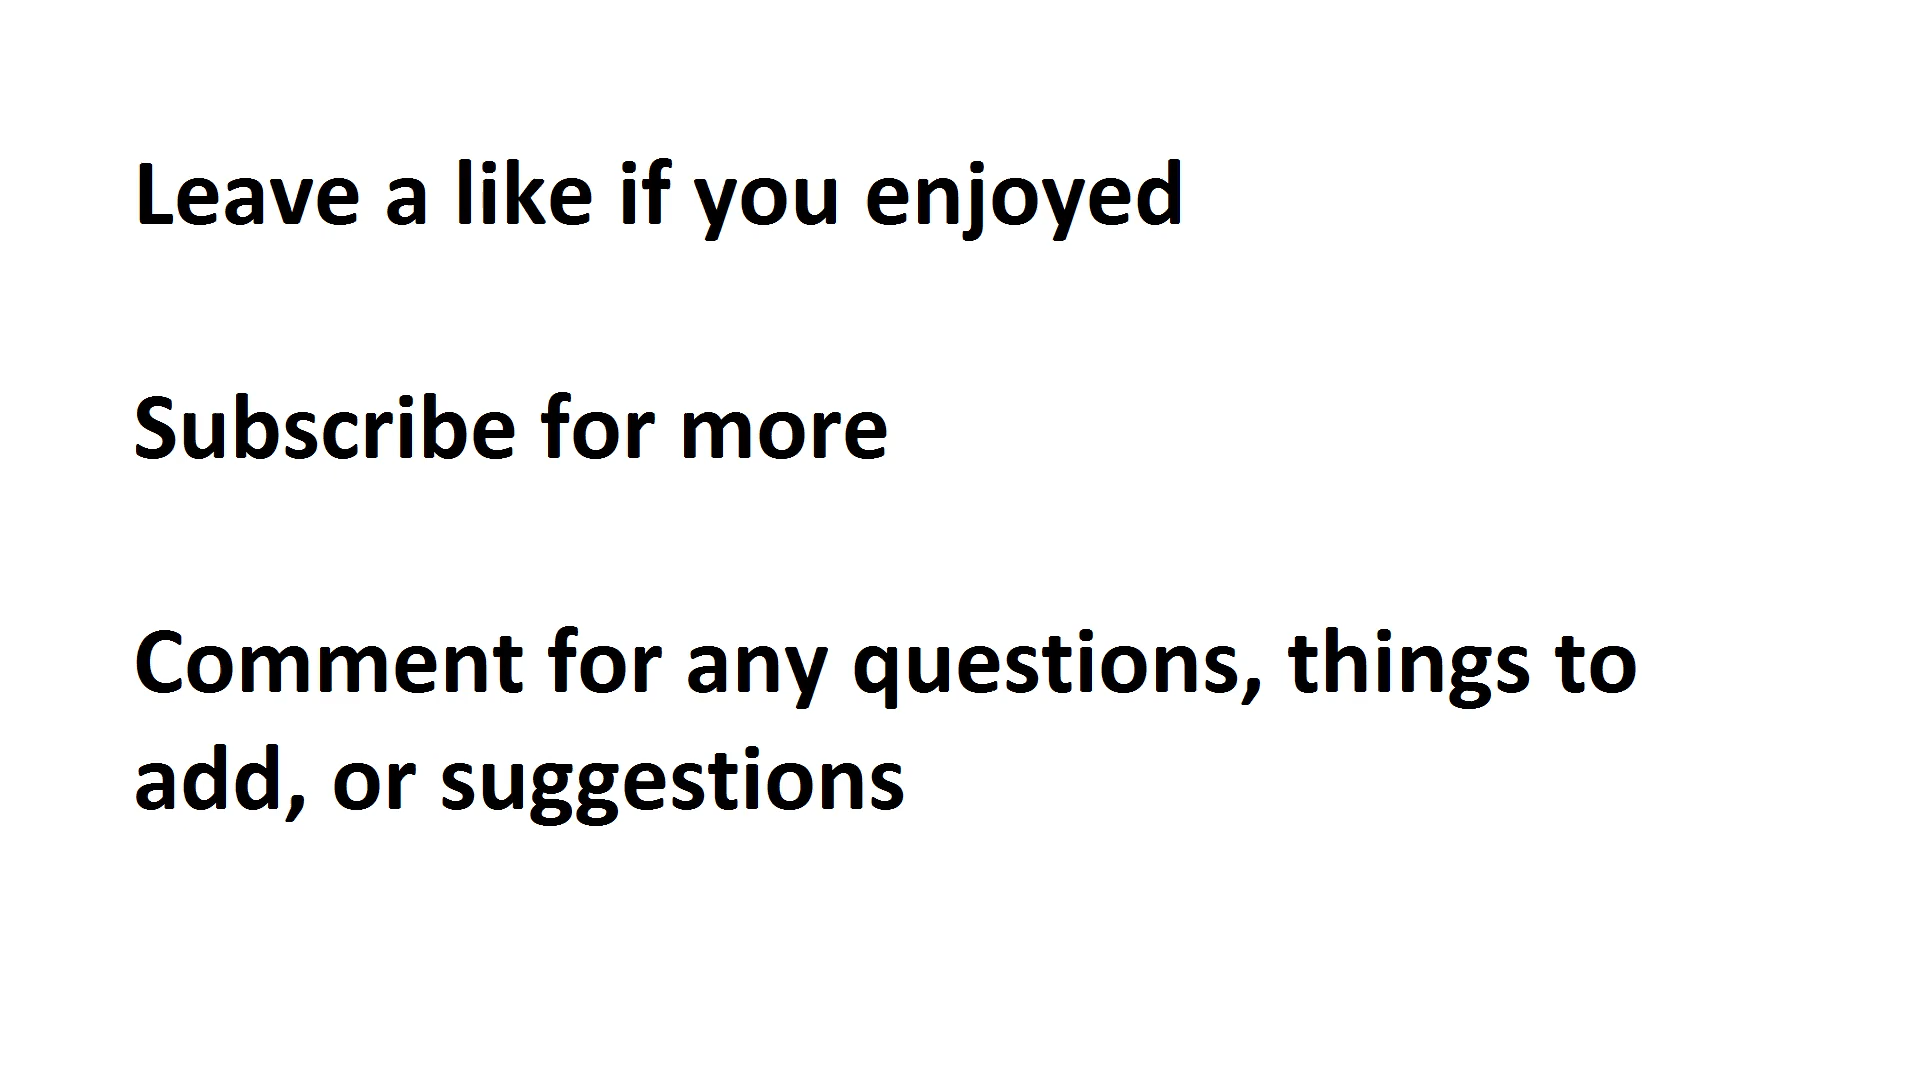 Leave a like if you enjoyed
Subscribe for more
Comment for any questions, things to
add, or suggestions